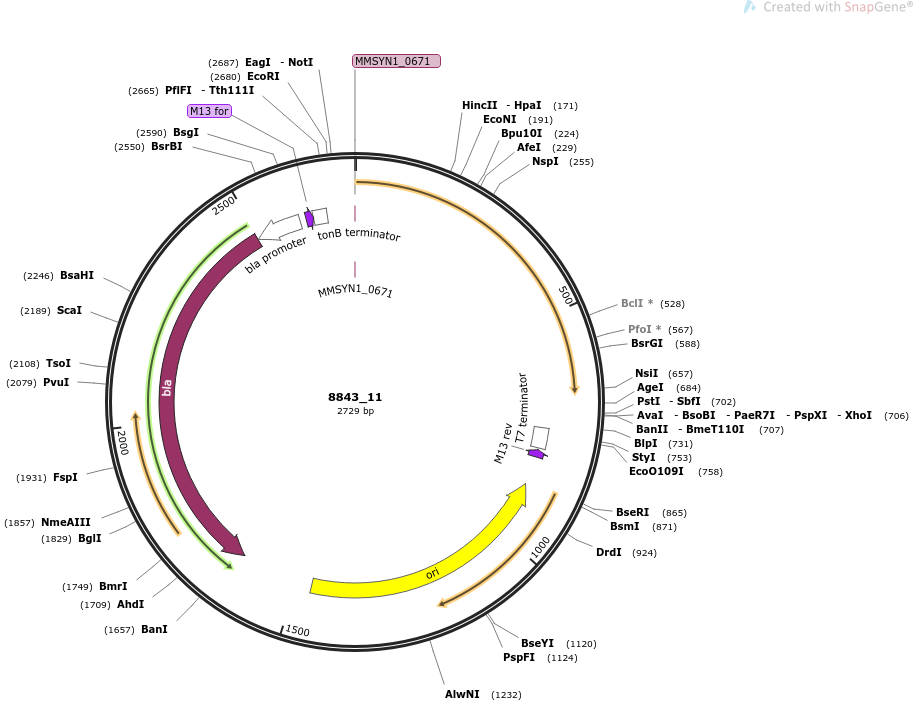 Created with SnapGene®
(2687) EagI - NotI
MMSYN1_0671
(2680) EcoRI
(2665) PflFI - Tth111I
M13 for
(2590) BsgI
(2550) BsrBI
HincII - HpaI (171)
EcoNI (191)
Bpu10I (224)
AfeI (229)
NspI (255)
2500
bla promoter
tonB terminator
MMSYN1_0671
(2246) BsaHI
(2189) ScaI
(2108) TsoI
(2079) PvuI
500
BclI * (528)
PfoI * (567)
BsrGI (588)
NsiI (657)
AgeI (684)
PstI - SbfI (702)
AvaI - BsoBI - PaeR7I - PspXI - XhoI (706)
BanII - BmeT110I (707)
BlpI (731)
StyI (753)
EcoO109I (758)
bla
8843_11
2729 bp
T7 terminator
M13 rev
2000
(1931) FspI
(1857) NmeAIII
(1829) BglI
(1749) BmrI
(1709) AhdI
(1657) BanI
BseRI (865)
BsmI (871)
DrdI (924)
1000
ori
1500
BseYI (1120)
PspFI (1124)
AlwNI (1232)